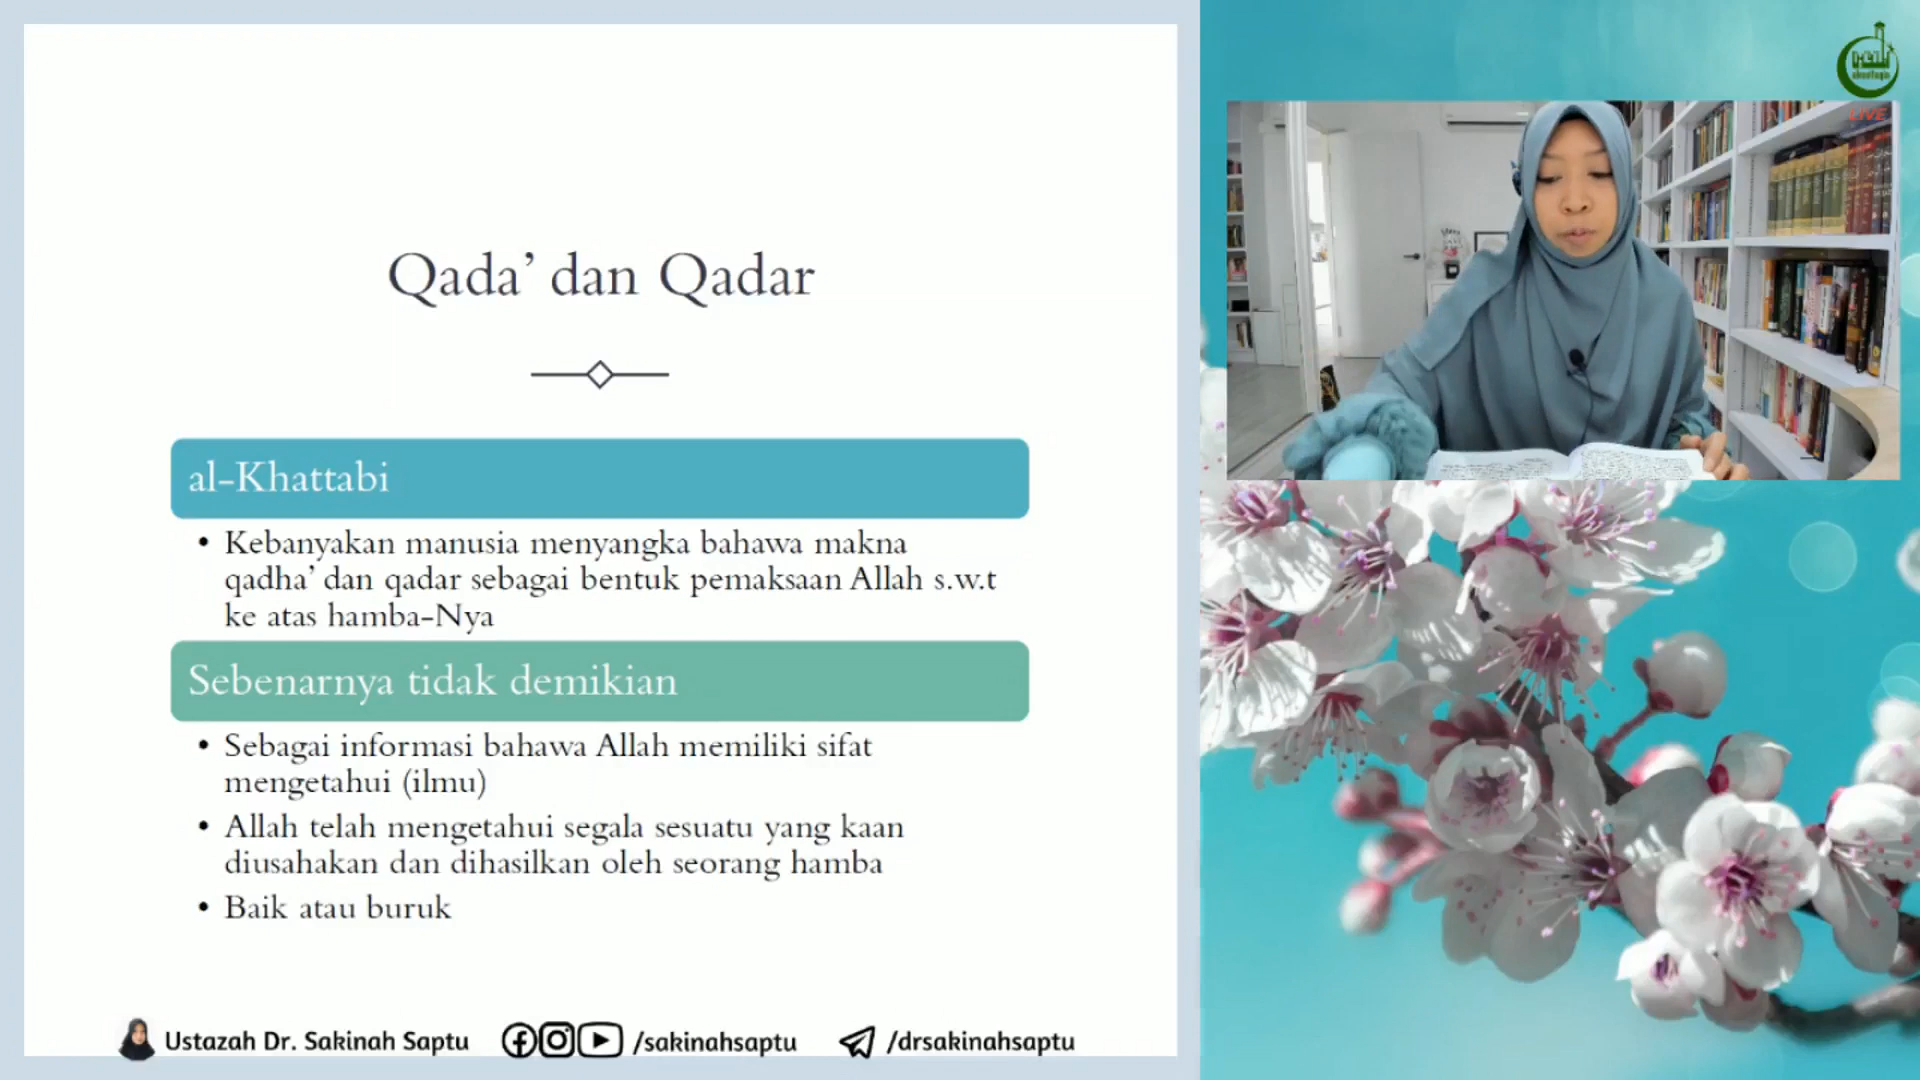 Qada’ dan Qadar
al-Khattabi
• Kebanyakan manusia menyangka bahawa makna
qadha’ dan qadar sebagai bentuk pemaksaan Allah s.w.t
ke atas hamba-Nya
Sebenarnya tidak demikian
• Sebagai informasi bahawa Allah memiliki sifat
mengetahui (ilmu)
• Allah telah mengetahui segala sesuatu yang kaan
diusahakan dan dihasilkan oleh seorang hamba
• Baik atau buruk
Ustazah Dr. Sakinah Saptu
/sakinahsaptu
/drsakinahsaptu
LIVE